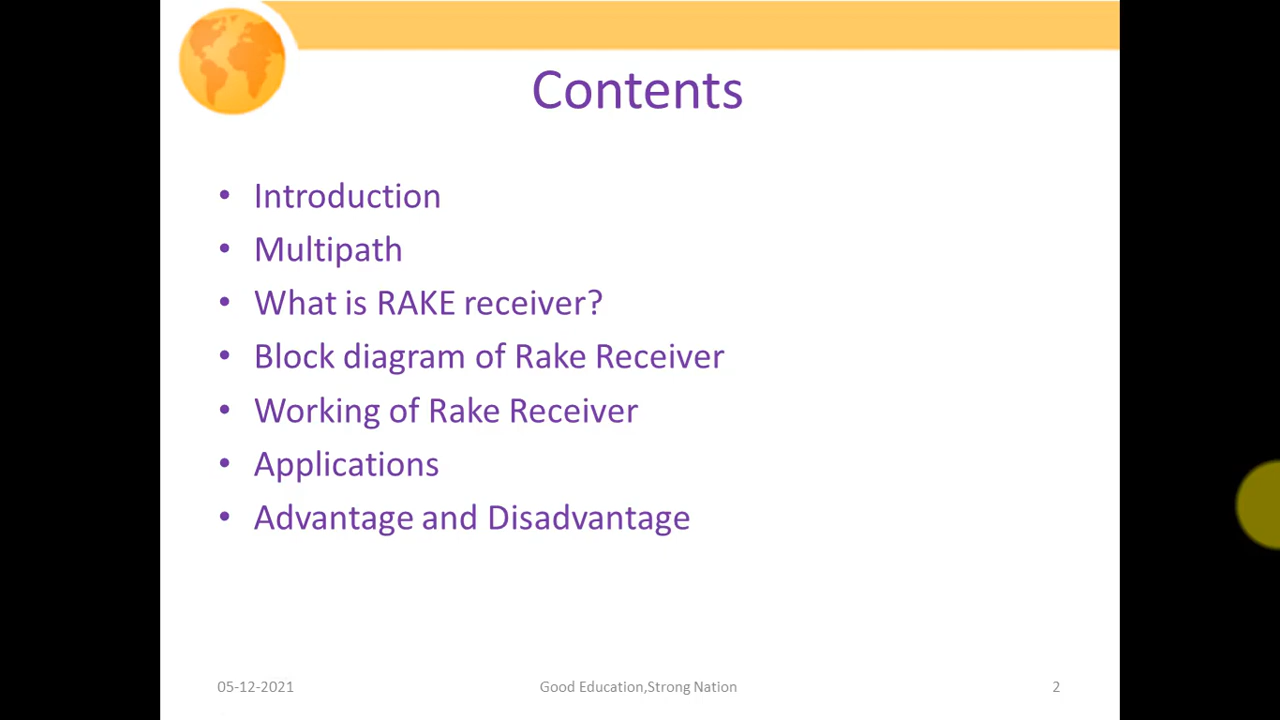 Contents
• Introduction
• Multipath
• What is RAKE receiver?
• Block diagram of Rake Receiver
• Working of Rake Receiver
• Applications
• Advantage and Disadvantage
05-12-2021 Good Education,Strong Nation 2